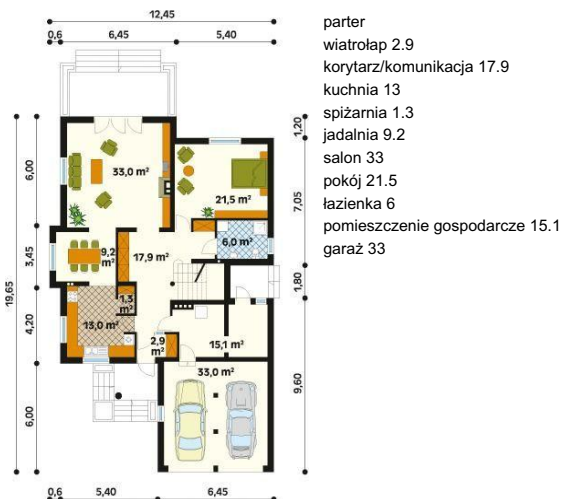 12,45
0,6
6,45
5,40
parter
wiatrołap 2.9
korytarz/komunikacja 17.9
kuchnia 13
spiżarnia 1.3
jadalnia 9.2
salon 33
pokój 21.5
łazienka 6
pomieszczenie gospodarcze 15.1
garaż 33
19,65
6,00
3,45
4,20
6,00
1,20
7,05
1,80
9,60
33,0 m²
21,5 m²
6,0 m²
9,2
m²
17,9 m²
1,3
m²
13,0 m²
2,9
m²
15,1 m²
33,0 m²
0,6
5,40
6,45